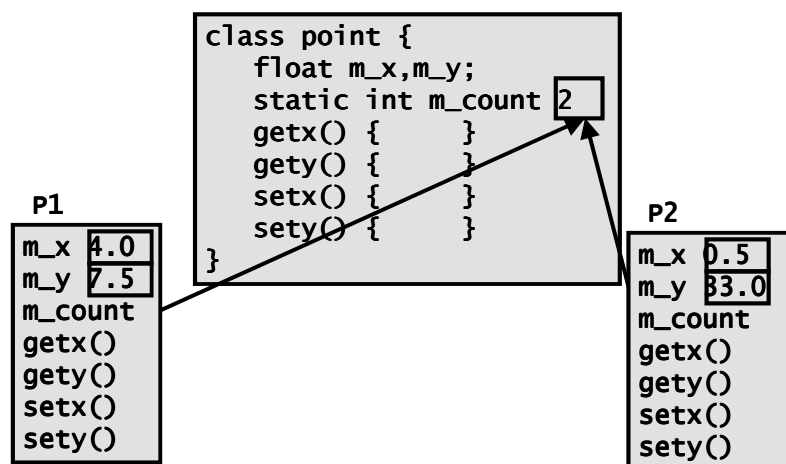 class point {
float m_x,m_y;
static int m_count 2
getx() { }
gety() { }
setx() { }
sety() { }
}
P1
m_x 4.0
m_y 7.5
m_count
getx()
gety()
setx()
sety()
P2
m_x 0.5
m_y 33.0
m_count
getx()
gety()
setx()
sety()